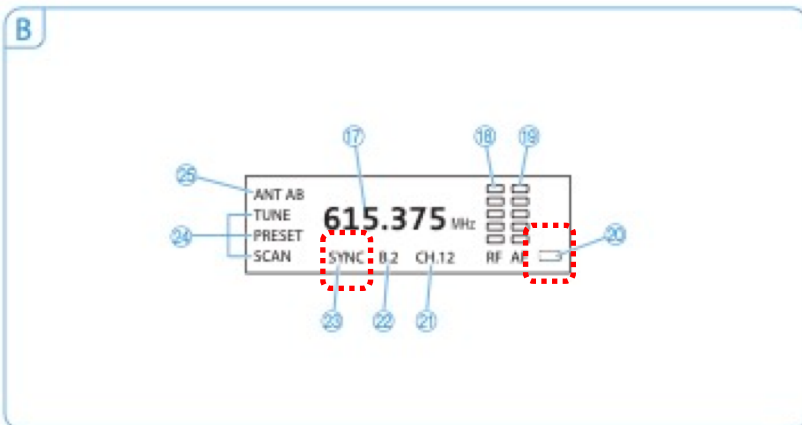 B
⑰ ⑱ ⑲
㉕ ANT AB
TUNE
615.375 MHz
㉔ PRESET
⑳
SCAN SYNC B.2 CH.12 RF AF
㉓ ㉒ ㉑